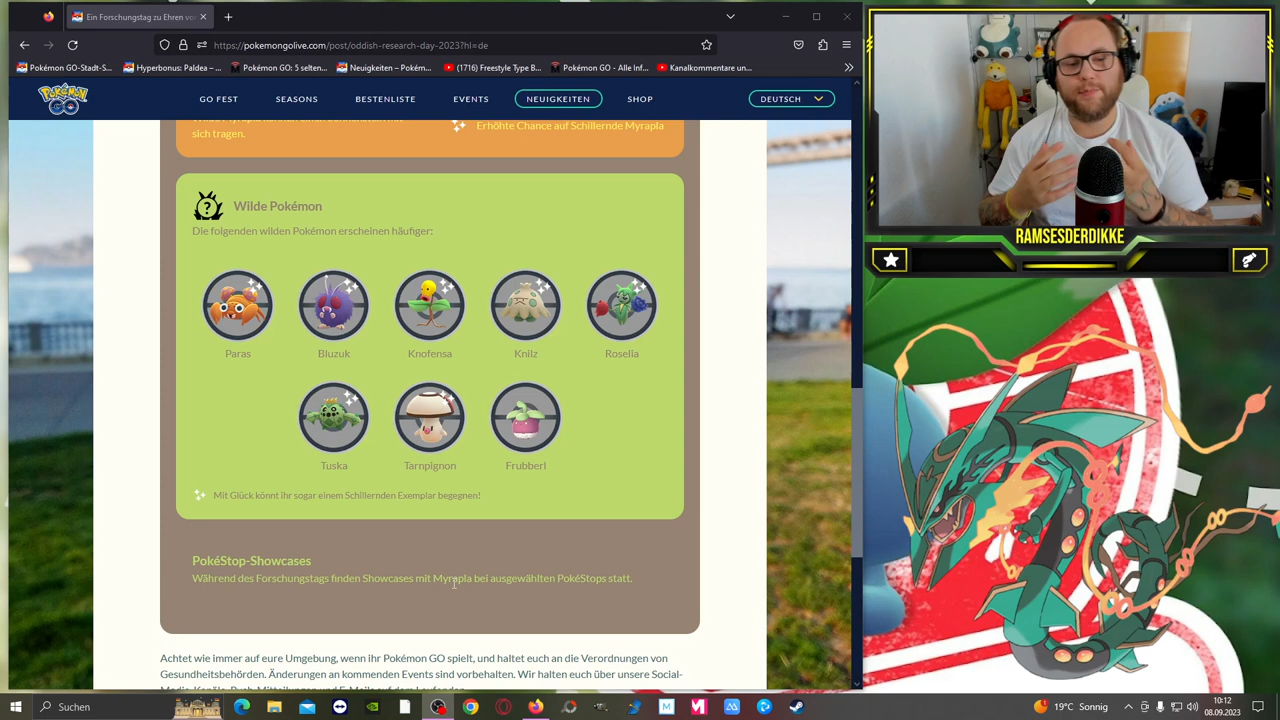 Ein Forschungstag zu Ehren vo
https://pokemongolive.com/post/oddish-research-day-2023?hl=de
Pokémon GO-Stadt-S...
Hyperbonus: Paldea – ...
Pokémon GO: 5 selten...
Neuigkeiten – Pokém...
(1716) Freestyle Type B...
Pokémon GO - Alle Inf...
Kanalkommentare un...
Pokémon GO
GO FEST
SEASONS
BESTENLISTE
EVENTS
NEUIGKEITEN
SHOP
DEUTSCH
sich tragen.
Erhöhte Chance auf Schillernde Myrapla
Wilde Pokémon
Die folgenden wilden Pokémon erscheinen häufiger:
Paras
Bluzuk
Knofensa
Knilz
Roselia
Tuska
Tarnpignon
Frubberl
Mit Glück könnt ihr sogar einem Schillernden Exemplar begegnen!
PokéStop-Showcases
Während des Forschungstags finden Showcases mit Myrapla bei ausgewählten PokéStops statt.
Achtet wie immer auf eure Umgebung, wenn ihr Pokémon GO spielt, und haltet euch an die Verordnungen von
Gesundheitsbehörden. Änderungen an kommenden Events sind vorbehalten. Wir halten euch über unsere Social-
RAMSESDERDIKKE
Suchen
19°C Sonnig
10:12
08.09.2023